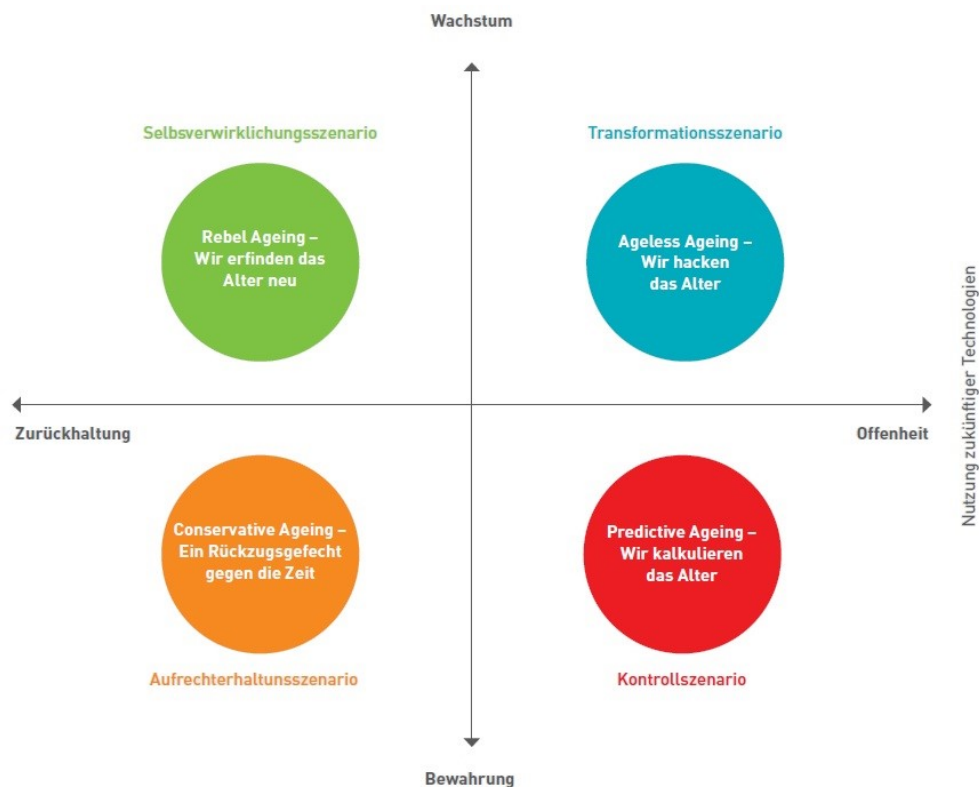 Wachstum
Selbsverwirklichungsszenario
Transformationsszenario
Rebel Ageing –
Wir erfinden das
Alter neu
Ageless Ageing –
Wir hacken
das Alter
Nutzung zukünftiger Technologien
Zurückhaltung
Offenheit
Conservative Ageing –
Ein Rückzugsgefecht
gegen die Zeit
Predictive Ageing –
Wir kalkulieren
das Alter
Aufrechterhaltunsszenario
Kontrollszenario
Bewahrung